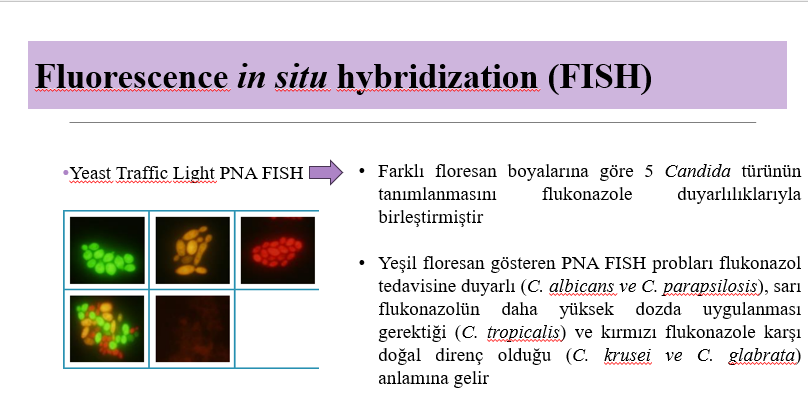 Fluorescence in situ hybridization (FISH)
•Yeast Traffic Light PNA FISH
• Farklı floresan boyalarına göre 5 Candida türünün
tanımlanmasını flukonazole duyarlılıklarıyla
birleştirmiştir
• Yeşil floresan gösteren PNA FISH probları flukonazol
tedavisine duyarlı (C. albicans ve C. parapsilosis), sarı
flukonazolün daha yüksek dozda uygulanması
gerektiği (C. tropicalis) ve kırmızı flukonazole karşı
doğal direnç olduğu (C. krusei ve C. glabrata)
anlamına gelir